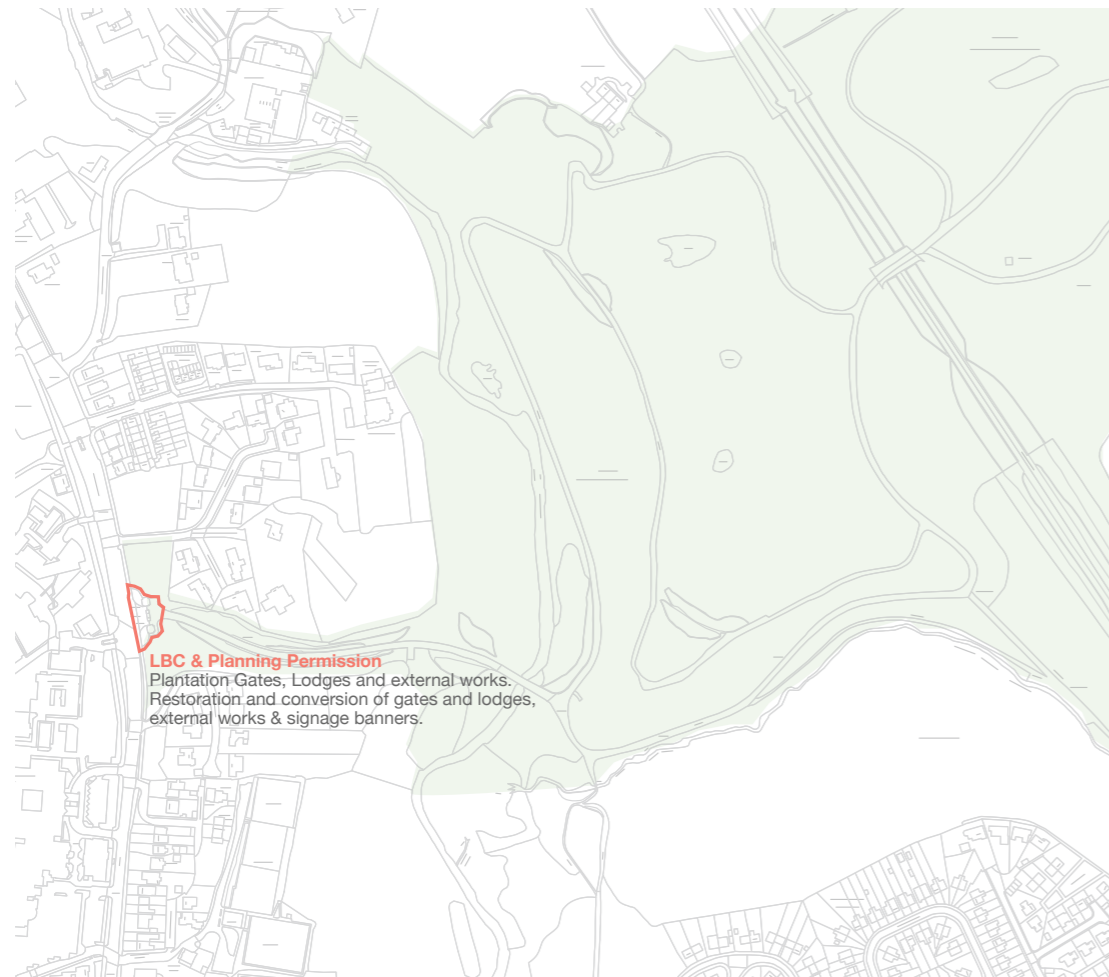 LBC & Planning Permission
Plantation Gates, Lodges and external works.
Restoration and conversion of gates and lodges,
external works & signage banners.